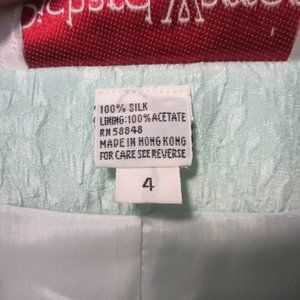 100% SILK
LINING:100% ACETATE
RN 58848
MADE IN HONG KONG
FOR CARE SEE REVERSE
4